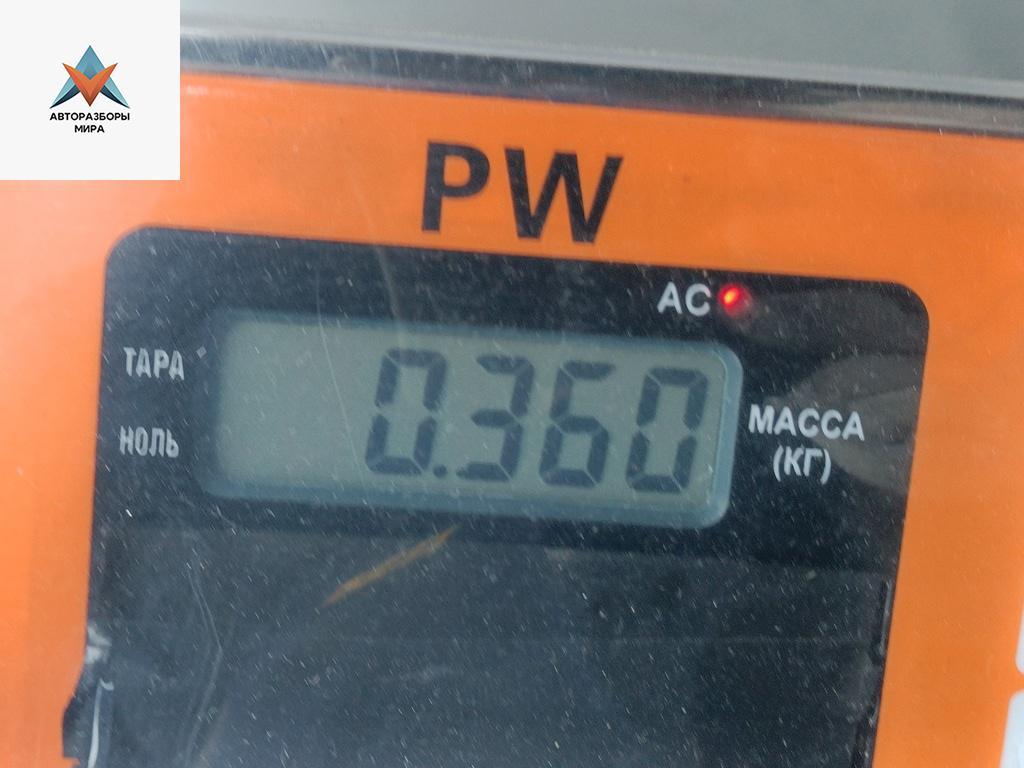 АВТОРАЗБОРЫ
МИРА
PW
AC
ТАРА
0.360
НОЛЬ
МАССА
(КГ)